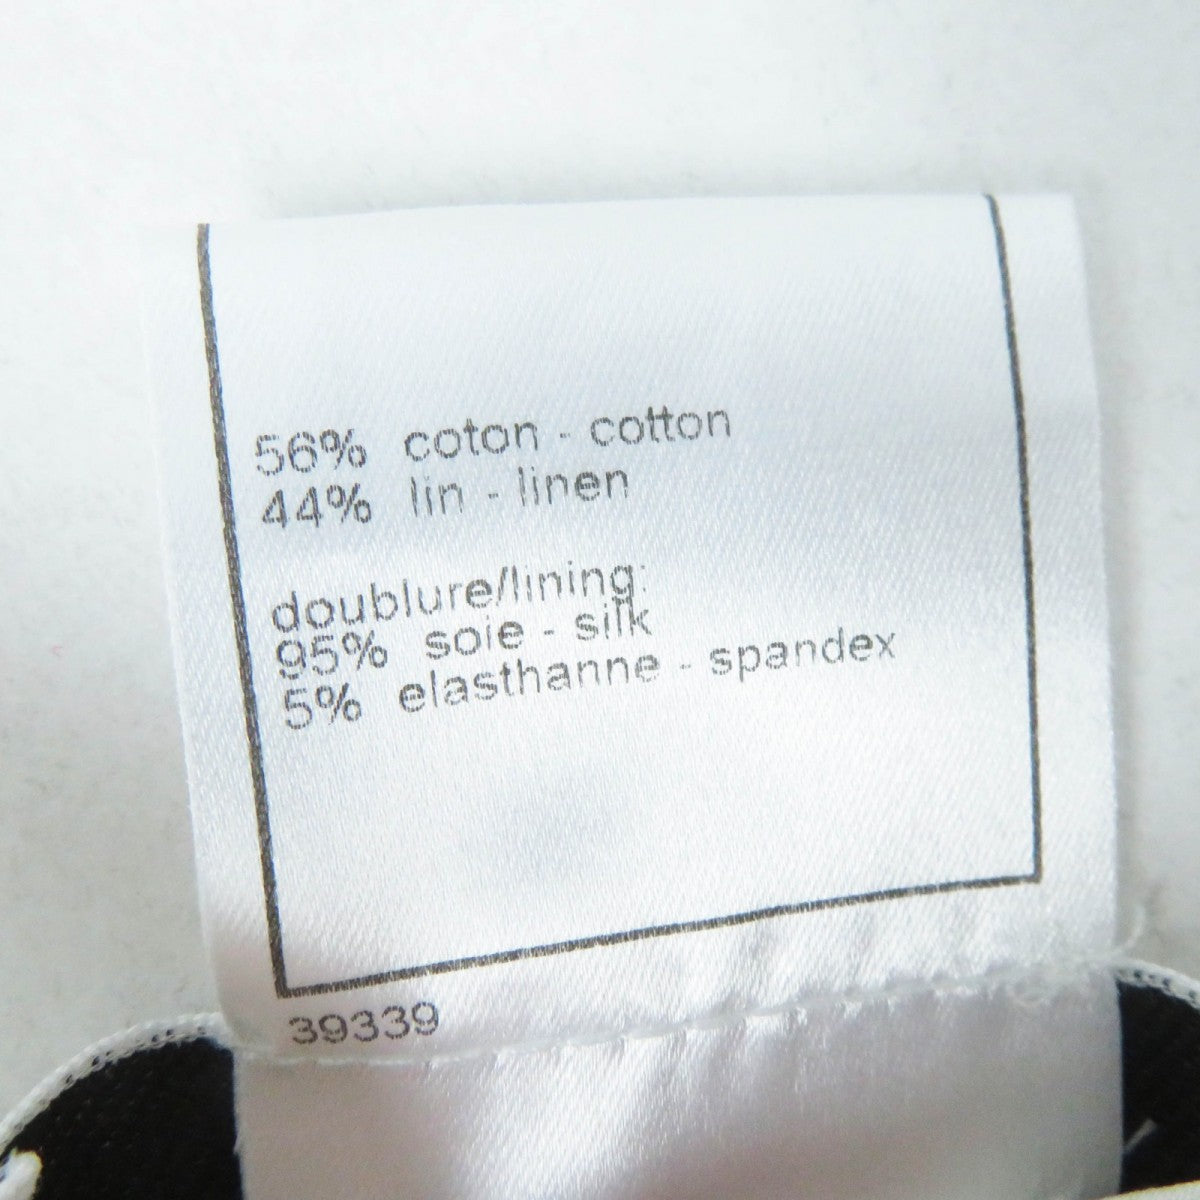 56% coton - cotton
44% lin - linen
doublure/lining:
95% soie - silk
5% elasthanne - spandex
39339